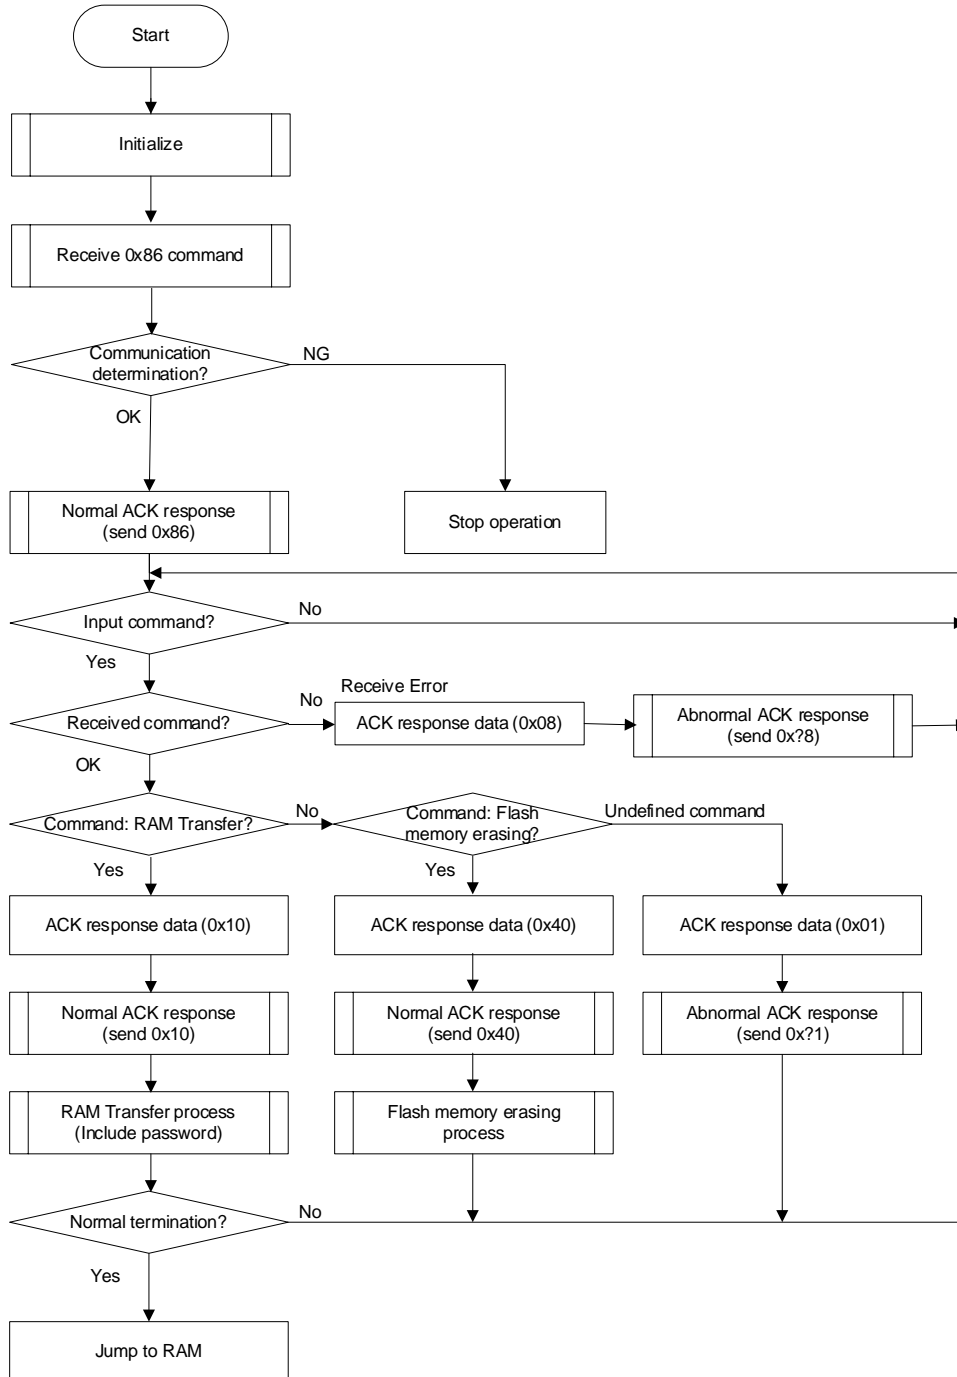 Start
Initialize
Receive 0x86 command
Communication
determination?
NG
OK
Normal ACK response
(send 0x86)
Stop operation
Input command?
No
Yes
Received command?
No
Receive Error
ACK response data (0x08)
Abnormal ACK response
(send 0x?8)
OK
Command: RAM Transfer?
No
Command: Flash
memory erasing?
Undefined command
Yes
Yes
ACK response data (0x10)
ACK response data (0x40)
ACK response data (0x01)
Normal ACK response
(send 0x10)
Normal ACK response
(send 0x40)
Abnormal ACK response
(send 0x?1)
RAM Transfer process
(Include password)
Flash memory erasing
process
Normal termination?
No
Yes
Jump to RAM